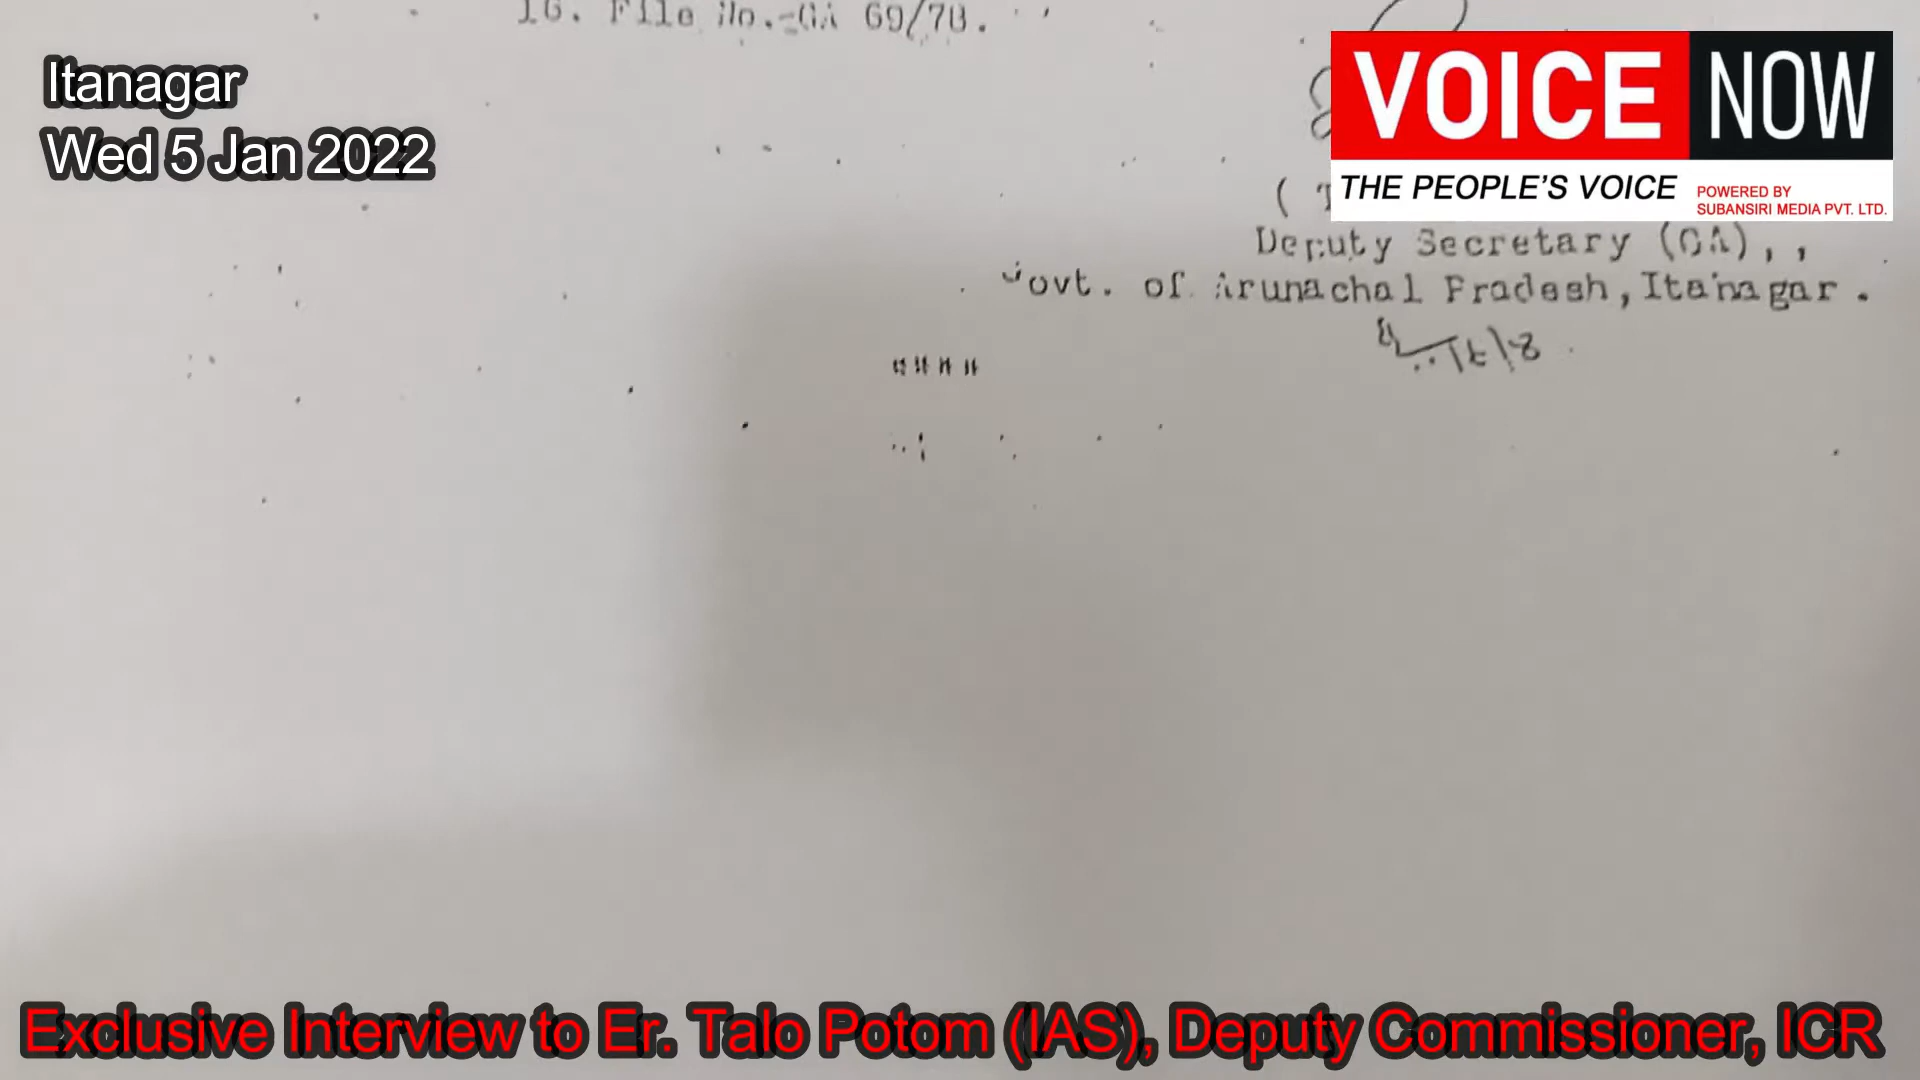 16. File No.-GA 69/78.
Itanagar
Wed 5 Jan 2022
VOICE NOW
THE PEOPLE'S VOICE
POWERED BY
SUBANSIRI MEDIA PVT. LTD.
(
Deputy Secretary (GA),,
Govt. of Arunachal Pradesh, Itanagar.
Exclusive Interview to Er. Talo Potom (IAS), Deputy Commissioner, ICR